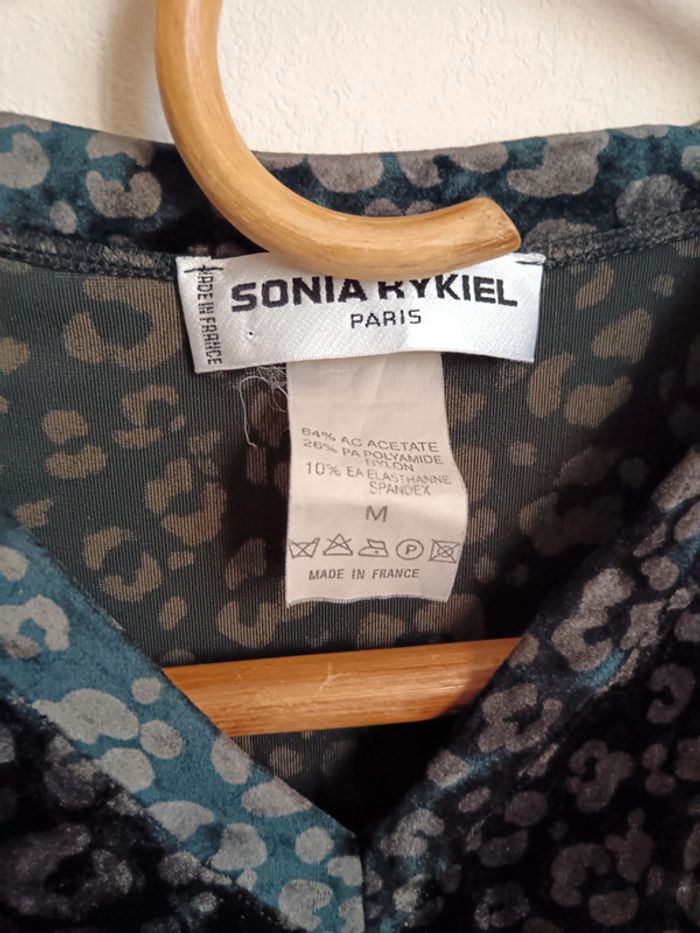 MADE IN FRANCE
SONIA RYKIEL
PARIS
64% AC ACETATE
26% PA POLYAMIDE
NYLON
10% EA ELASTHANNE
SPANDEX
M
P
MADE IN FRANCE